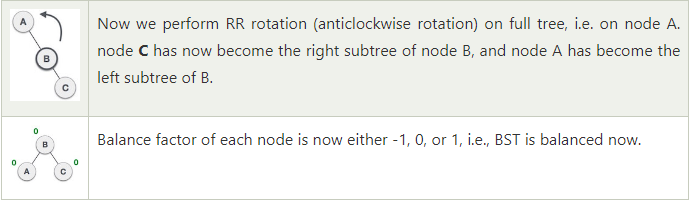 A
B
C
Now we perform RR rotation (anticlockwise rotation) on full tree, i.e. on node A.
node C has now become the right subtree of node B, and node A has become the
left subtree of B.
0
B
0
0
A
C
Balance factor of each node is now either -1, 0, or 1, i.e., BST is balanced now.